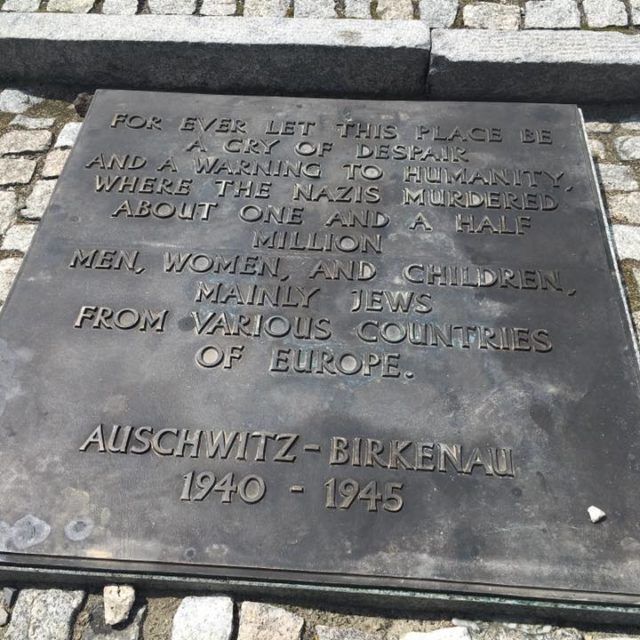 FOR EVER LET THIS PLACE BE
A CRY OF DESPAIR
AND A WARNING TO HUMANITY,
WHERE THE NAZIS MURDERED
ABOUT ONE AND A HALF
MILLION
MEN, WOMEN, AND CHILDREN,
MAINLY JEWS
FROM VARIOUS COUNTRIES
OF EUROPE.
AUSCHWITZ - BIRKENAU
1940 - 1945